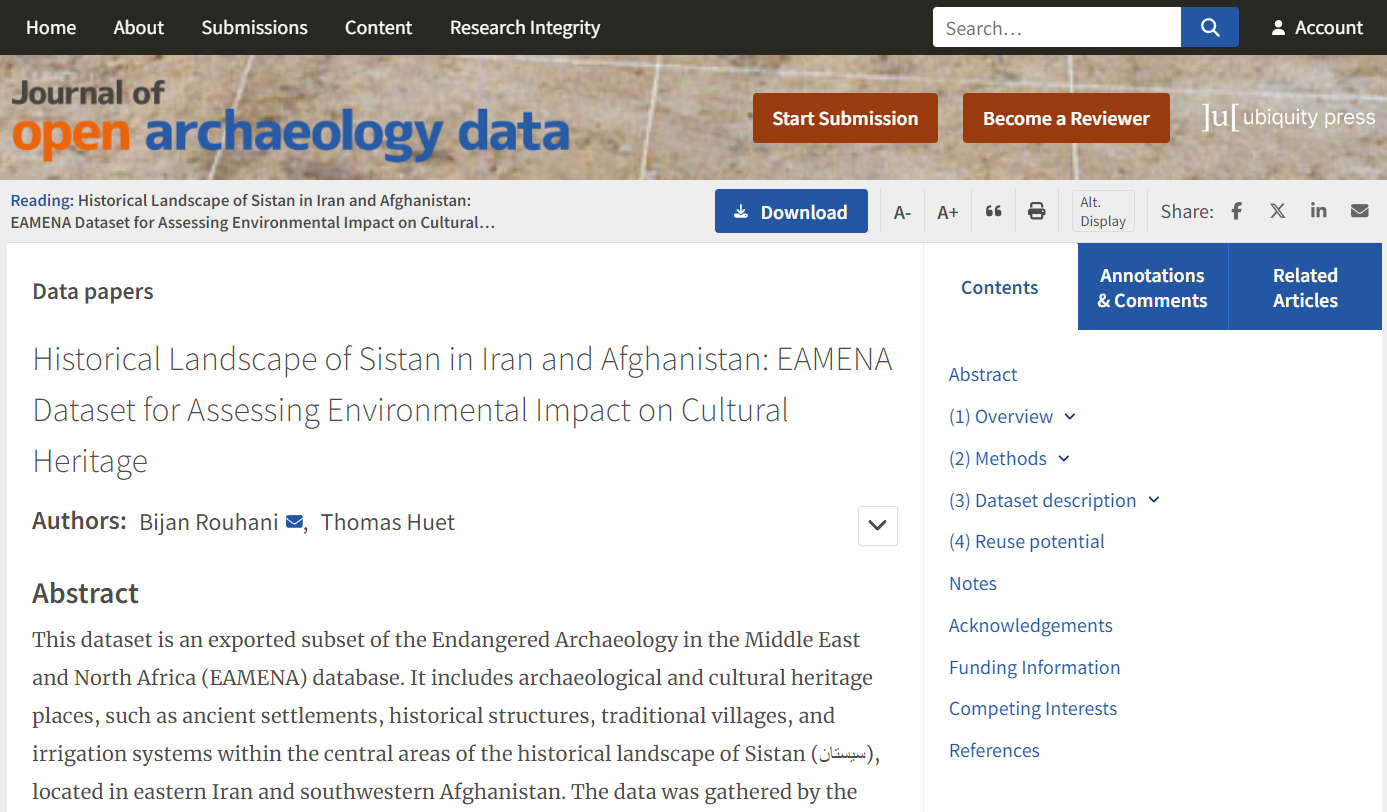 Home About Submissions Content Research Integrity Search… Account
Journal of
open archaeology data
Start Submission Become a Reviewer ]u[ ubiquity press
Reading: Historical Landscape of Sistan in Iran and Afghanistan:
EAMENA Dataset for Assessing Environmental Impact on Cultural…
Download A- A+ Alt.
Display Share:
Data papers
Historical Landscape of Sistan in Iran and Afghanistan: EAMENA
Dataset for Assessing Environmental Impact on Cultural
Heritage
Authors: Bijan Rouhani , Thomas Huet
Abstract
This dataset is an exported subset of the Endangered Archaeology in the Middle East
and North Africa (EAMENA) database. It includes archaeological and cultural heritage
places, such as ancient settlements, historical structures, traditional villages, and
irrigation systems within the central areas of the historical landscape of Sistan (سیستان),
located in eastern Iran and southwestern Afghanistan. The data was gathered by the
Contents
Annotations
& Comments
Related
Articles
Abstract
(1) Overview
(2) Methods
(3) Dataset description
(4) Reuse potential
Notes
Acknowledgements
Funding Information
Competing Interests
References